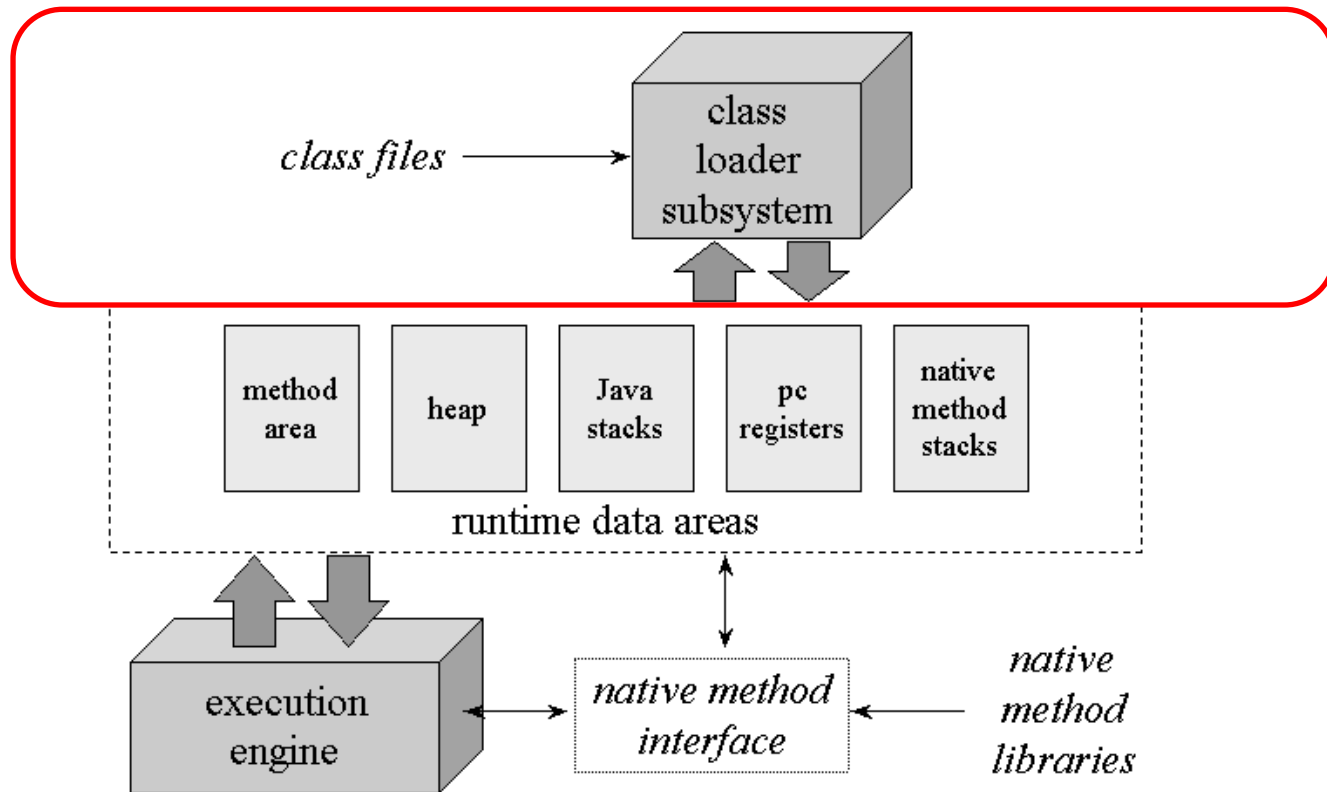 class files
class
loader
subsystem
method
area
heap
Java
stacks
pc
registers
native
method
stacks
runtime data areas
execution
engine
native method
interface
native
method
libraries